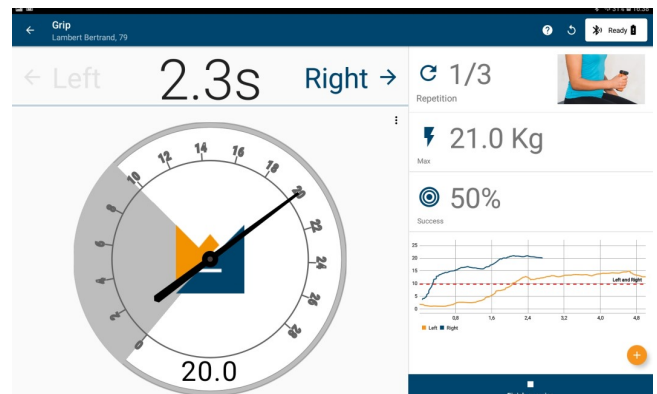 31% 16:38
Grip
Lambert Bertrand, 79
? Ready
← Left 2.3s Right →
1/3
Repetition
21.0 Kg
Max
50%
Success
0 2 4 6 8 10 12 14 16 18 20 22 24 26 28
20.0
25
20
15
10
5
0
Left and Right
0,8 1,6 2,4 3,2 4,0 4,8
Left Right
+